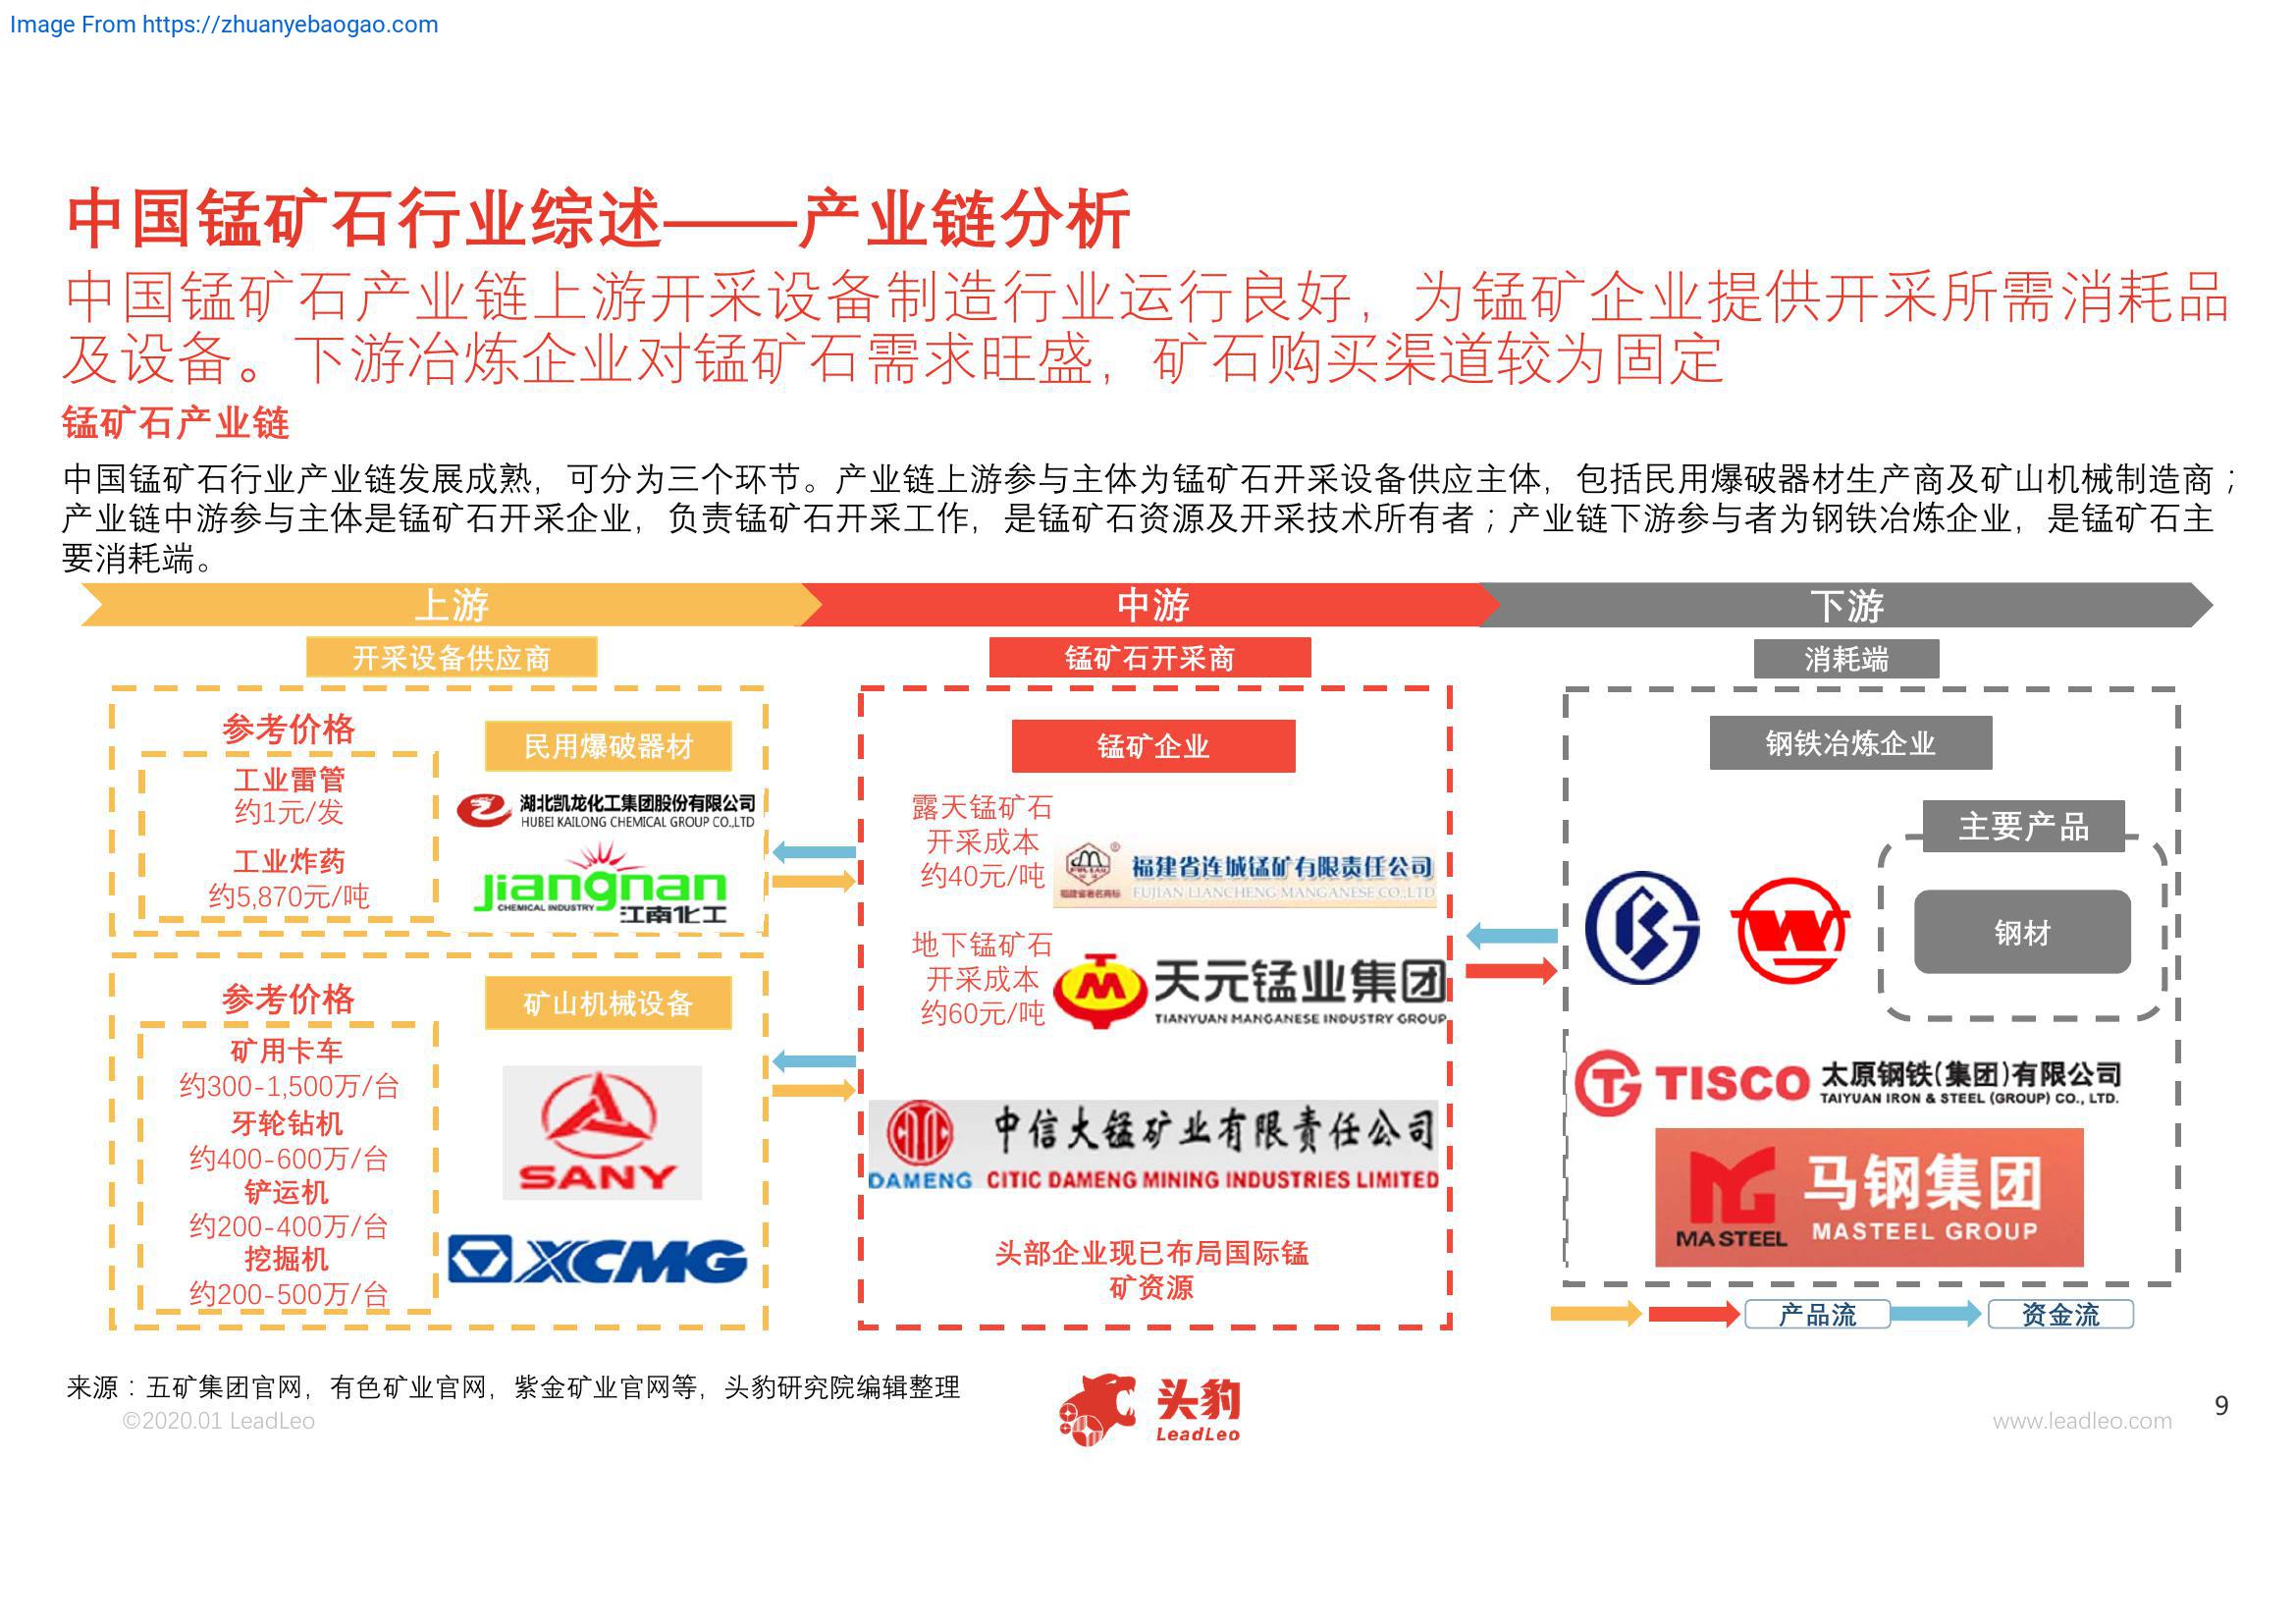 Image From https://zhuanyebaogao.com
中国锰矿石行业综述——产业链分析
中国锰矿石产业链上游开采设备制造行业运行良好，为锰矿企业提供开采所需消耗品
及设备。下游冶炼企业对锰矿石需求旺盛，矿石购买渠道较为固定
锰矿石产业链
中国锰矿石行业产业链发展成熟，可分为三个环节。产业链上游参与主体为锰矿石开采设备供应主体，包括民用爆破器材生产商及矿山机械制造商；
产业链中游参与主体是锰矿石开采企业，负责锰矿石开采工作，是锰矿石资源及开采技术所有者；产业链下游参与者为钢铁冶炼企业，是锰矿石主
要消耗端。
上游
中游
下游
开采设备供应商
锰矿石开采商
消耗端
参考价格
工业雷管
约1元/发
工业炸药
约5,870元/吨
民用爆破器材
湖北凯龙化工集团股份有限公司
HUBEI KAILONG CHEMICAL GROUP CO.,LTD
Jiangnan
CHEMICAL INDUSTRY
江南化工
参考价格
矿用卡车
约300-1,500万/台
牙轮钻机
约400-600万/台
铲运机
约200-400万/台
挖掘机
约200-500万/台
矿山机械设备
SANY
XCMG
锰矿企业
露天锰矿石
开采成本
约40元/吨
福建省连城锰矿有限责任公司
FUJIAN LIANCHENG MANGANESE CO.,LTD
福建省著名商标
地下锰矿石
开采成本
约60元/吨
天元锰业集团
TIANYUAN MANGANESE INDUSTRY GROUP
CITIC
DAMENG
中信大锰矿业有限责任公司
CITIC DAMENG MINING INDUSTRIES LIMITED
头部企业现已布局国际锰
矿资源
钢铁冶炼企业
主要产品
钢材
TISCO
太原钢铁(集团)有限公司
TAIYUAN IRON & STEEL (GROUP) CO., LTD.
MA STEEL
马钢集团
MASTEEL GROUP
产品流
资金流
来源：五矿集团官网，有色矿业官网，紫金矿业官网等，头豹研究院编辑整理
©2020.01 LeadLeo
头豹
LeadLeo
www.leadleo.com
9